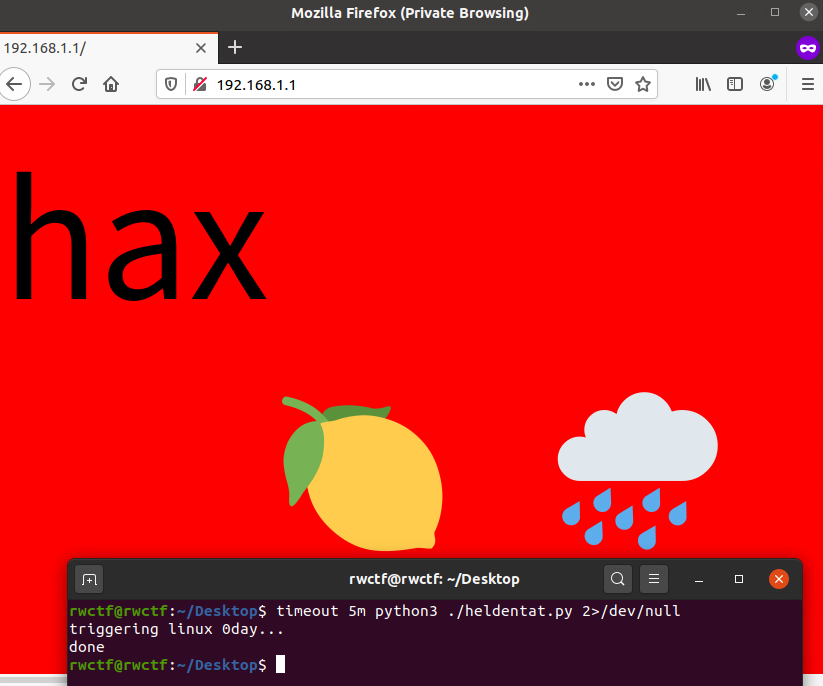 Mozilla Firefox (Private Browsing)
192.168.1.1/
192.168.1.1
hax
rwctf@rwctf: ~/Desktop
rwctf@rwctf:~/Desktop$ timeout 5m python3 ./heldentat.py 2>/dev/null
triggering linux 0day...
done
rwctf@rwctf:~/Desktop$